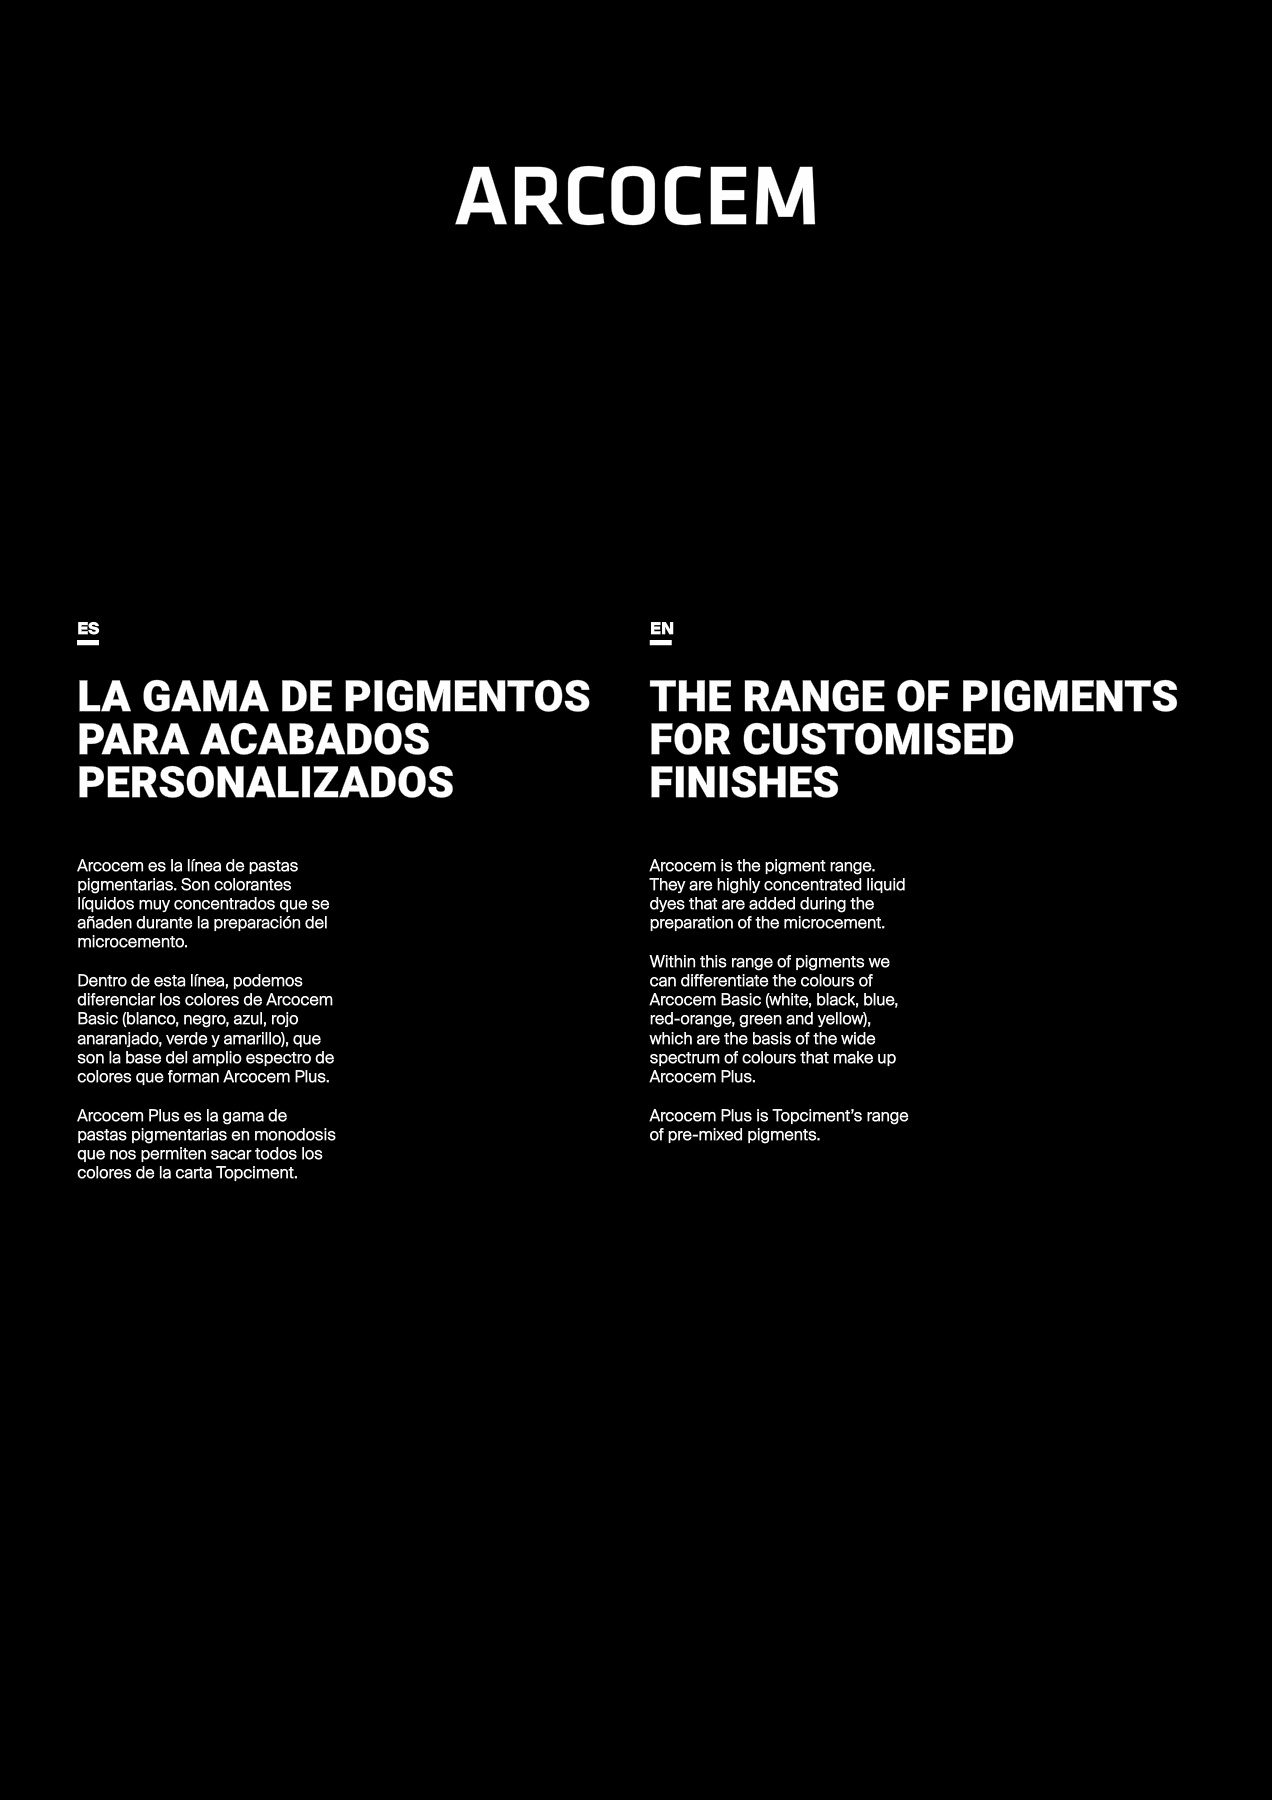 ARCOCEM
ES
LA GAMA DE PIGMENTOS
PARA ACABADOS
PERSONALIZADOS
Arcocem es la línea de pastas
pigmentarias. Son colorantes
líquidos muy concentrados que se
añaden durante la preparación del
microcemento.
Dentro de esta línea, podemos
diferenciar los colores de Arcocem
Basic (blanco, negro, azul, rojo
anaranjado, verde y amarillo), que
son la base del amplio espectro de
colores que forman Arcocem Plus.
Arcocem Plus es la gama de
pastas pigmentarias en monodosis
que nos permiten sacar todos los
colores de la carta Topciment.
EN
THE RANGE OF PIGMENTS
FOR CUSTOMISED
FINISHES
Arcocem is the pigment range.
They are highly concentrated liquid
dyes that are added during the
preparation of the microcement.
Within this range of pigments we
can differentiate the colours of
Arcocem Basic (white, black, blue,
red-orange, green and yellow),
which are the basis of the wide
spectrum of colours that make up
Arcocem Plus.
Arcocem Plus is Topciment’s range
of pre-mixed pigments.